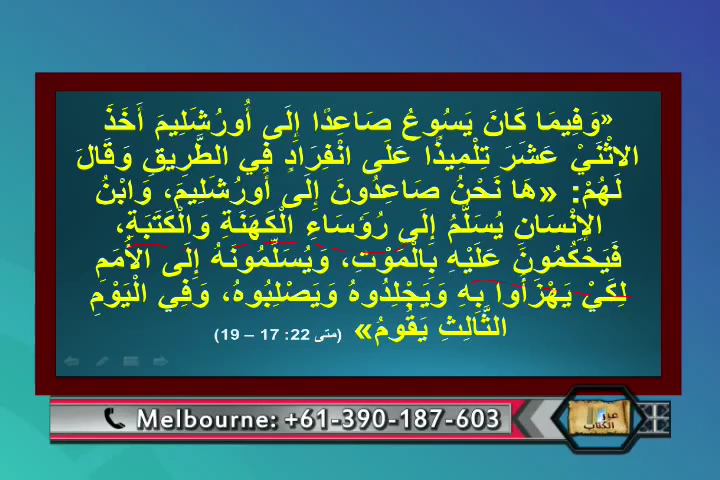 «وَفِيمَا كَانَ يَسُوعُ صَاعِدًا إِلَى أُورُشَلِيمَ أَخَذَ
الاثْنَيْ عَشَرَ تِلْمِيذًا عَلَى انْفِرَادٍ فِي الطَّرِيقِ وَقَالَ
لَهُمْ: «هَا نَحْنُ صَاعِدُونَ إِلَى أُورُشَلِيمَ، وَابْنُ
الإِنْسَانِ يُسَلَّمُ إِلَى رُؤَسَاءِ الْكَهَنَةِ وَالْكَتَبَةِ،
فَيَحْكُمُونَ عَلَيْهِ بِالْمَوْتِ، وَيُسَلِّمُونَهُ إِلَى الأُمَمِ
لِكَيْ يَهْزَأُوا بِهِ وَيَجْلِدُوهُ وَيَصْلِبُوهُ، وَفِي الْيَوْمِ
الثَّالِثِ يَقُومُ» (متى 22: 17 – 19)
Melbourne: +61-390-187-603
عبر
الكتاب